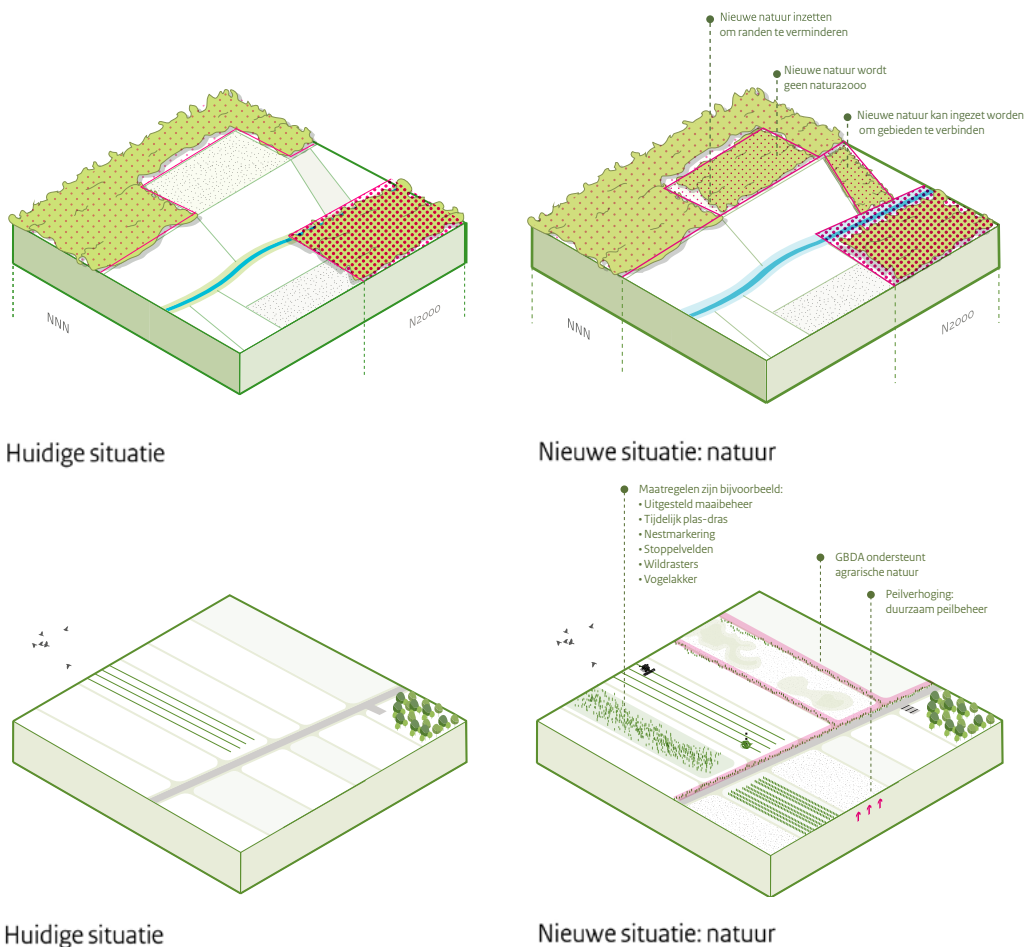 Nieuwe natuur inzetten
om randen te verminderen
Nieuwe natuur wordt
geen natura2000
Nieuwe natuur kan ingezet worden
om gebieden te verbinden
NNN
N2000
NNN
N2000
Huidige situatie
Nieuwe situatie: natuur
Maatregelen zijn bijvoorbeeld:
• Uitgesteld maaibeheer
• Tijdelijk plas-dras
• Nestmarkering
• Stoppelvelden
• Wildrasters
• Vogelakker
GBDA ondersteunt
agrarische natuur
Peilverhoging:
duurzaam peilbeheer
Huidige situatie
Nieuwe situatie: natuur